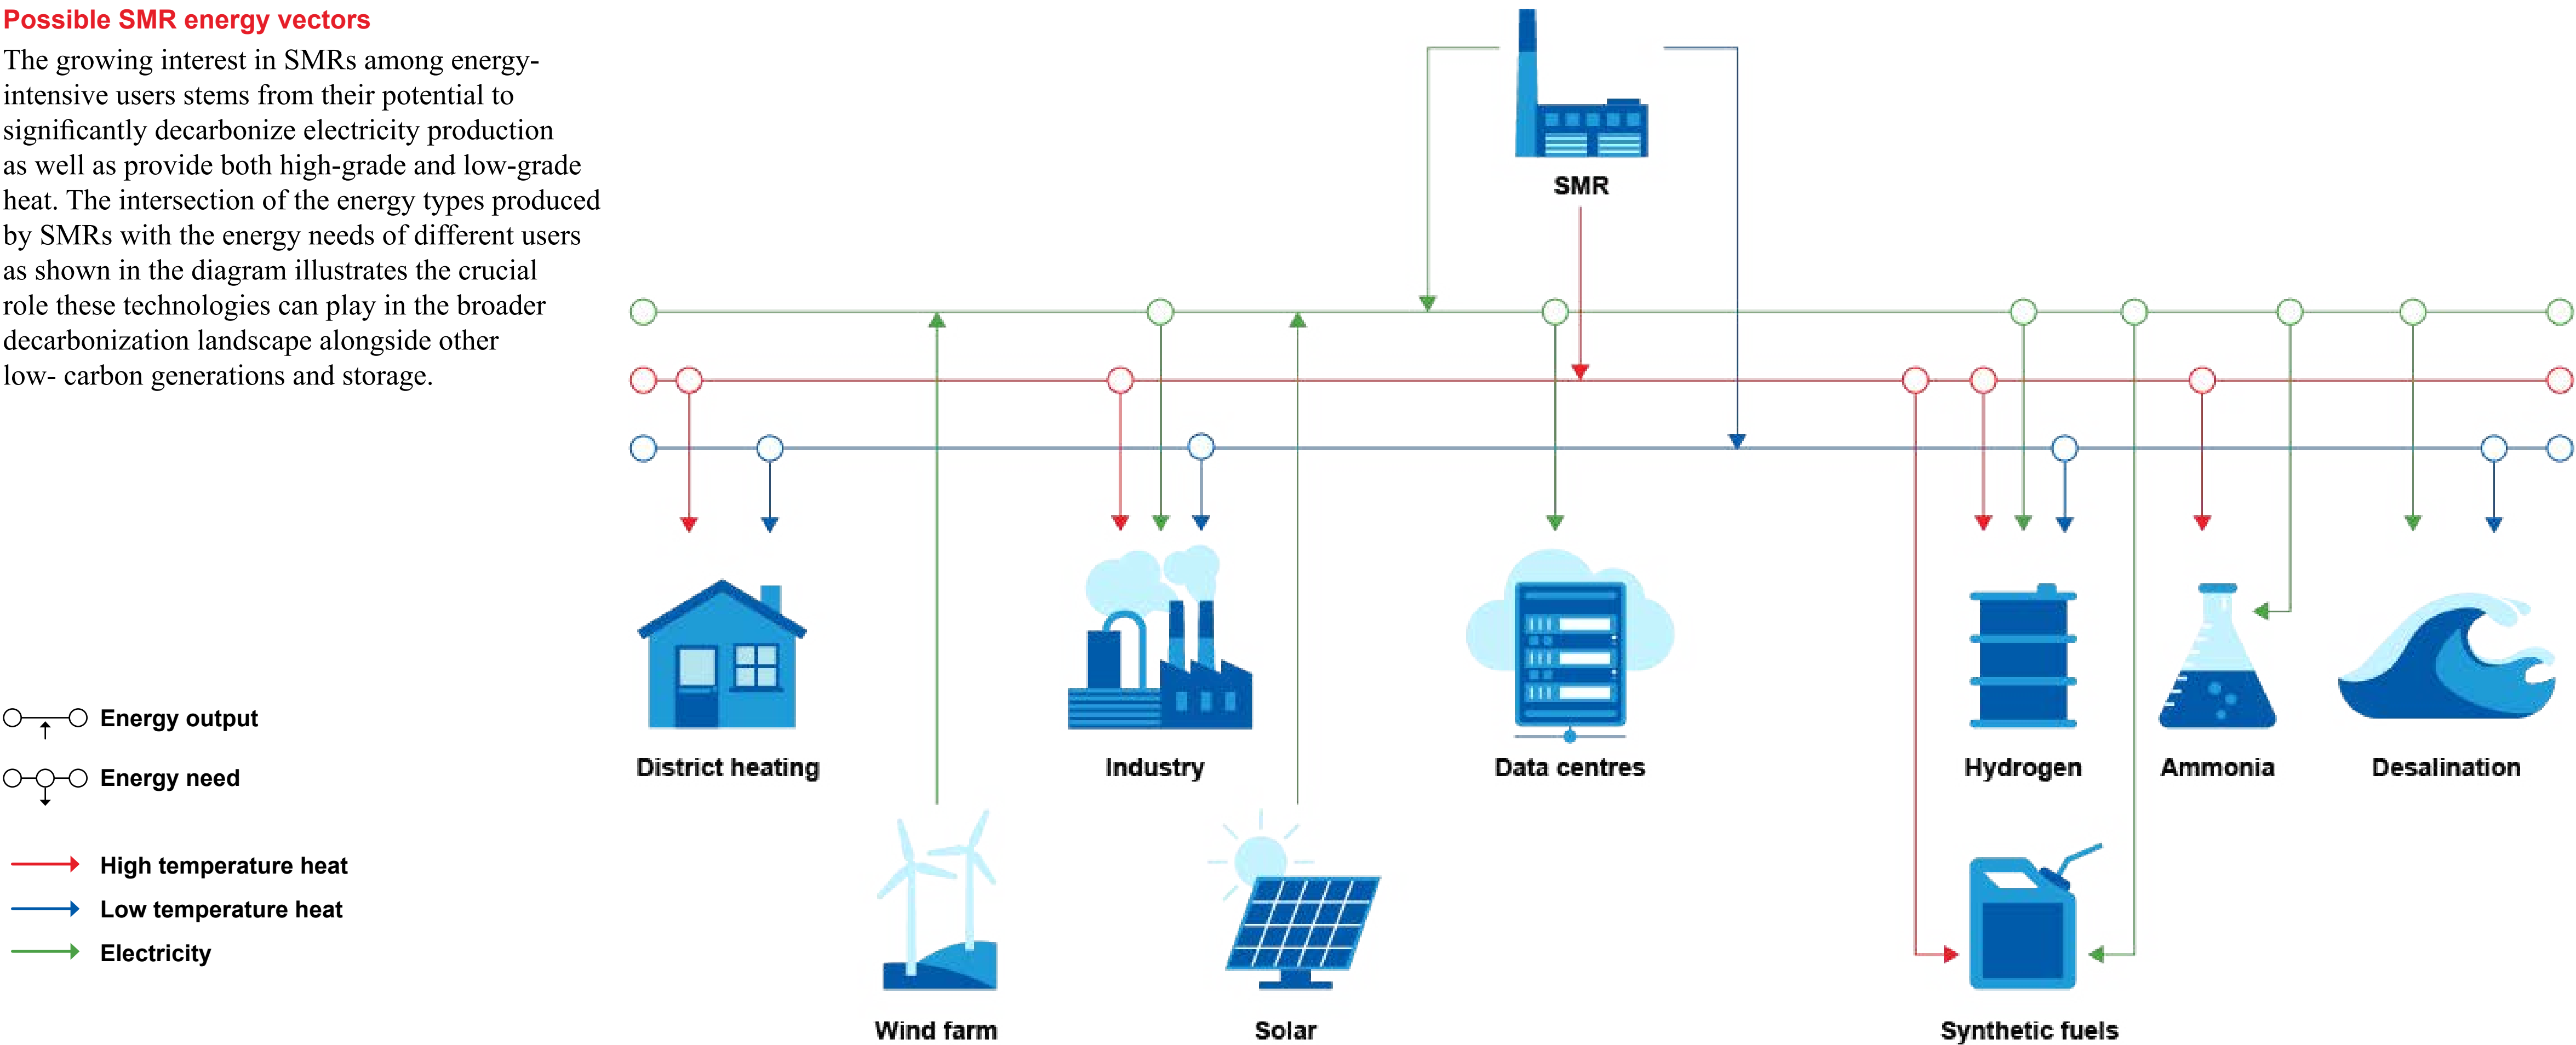 Possible SMR energy vectors
The growing interest in SMRs among energy-
intensive users stems from their potential to
significantly decarbonize electricity production
as well as provide both high-grade and low-grade
heat. The intersection of the energy types produced
by SMRs with the energy needs of different users
as shown in the diagram illustrates the crucial
role these technologies can play in the broader
decarbonization landscape alongside other
low- carbon generations and storage.
SMR
Energy output
Energy need
High temperature heat
Low temperature heat
Electricity
District heating
Industry
Data centres
Hydrogen
Ammonia
Desalination
Wind farm
Solar
Synthetic fuels